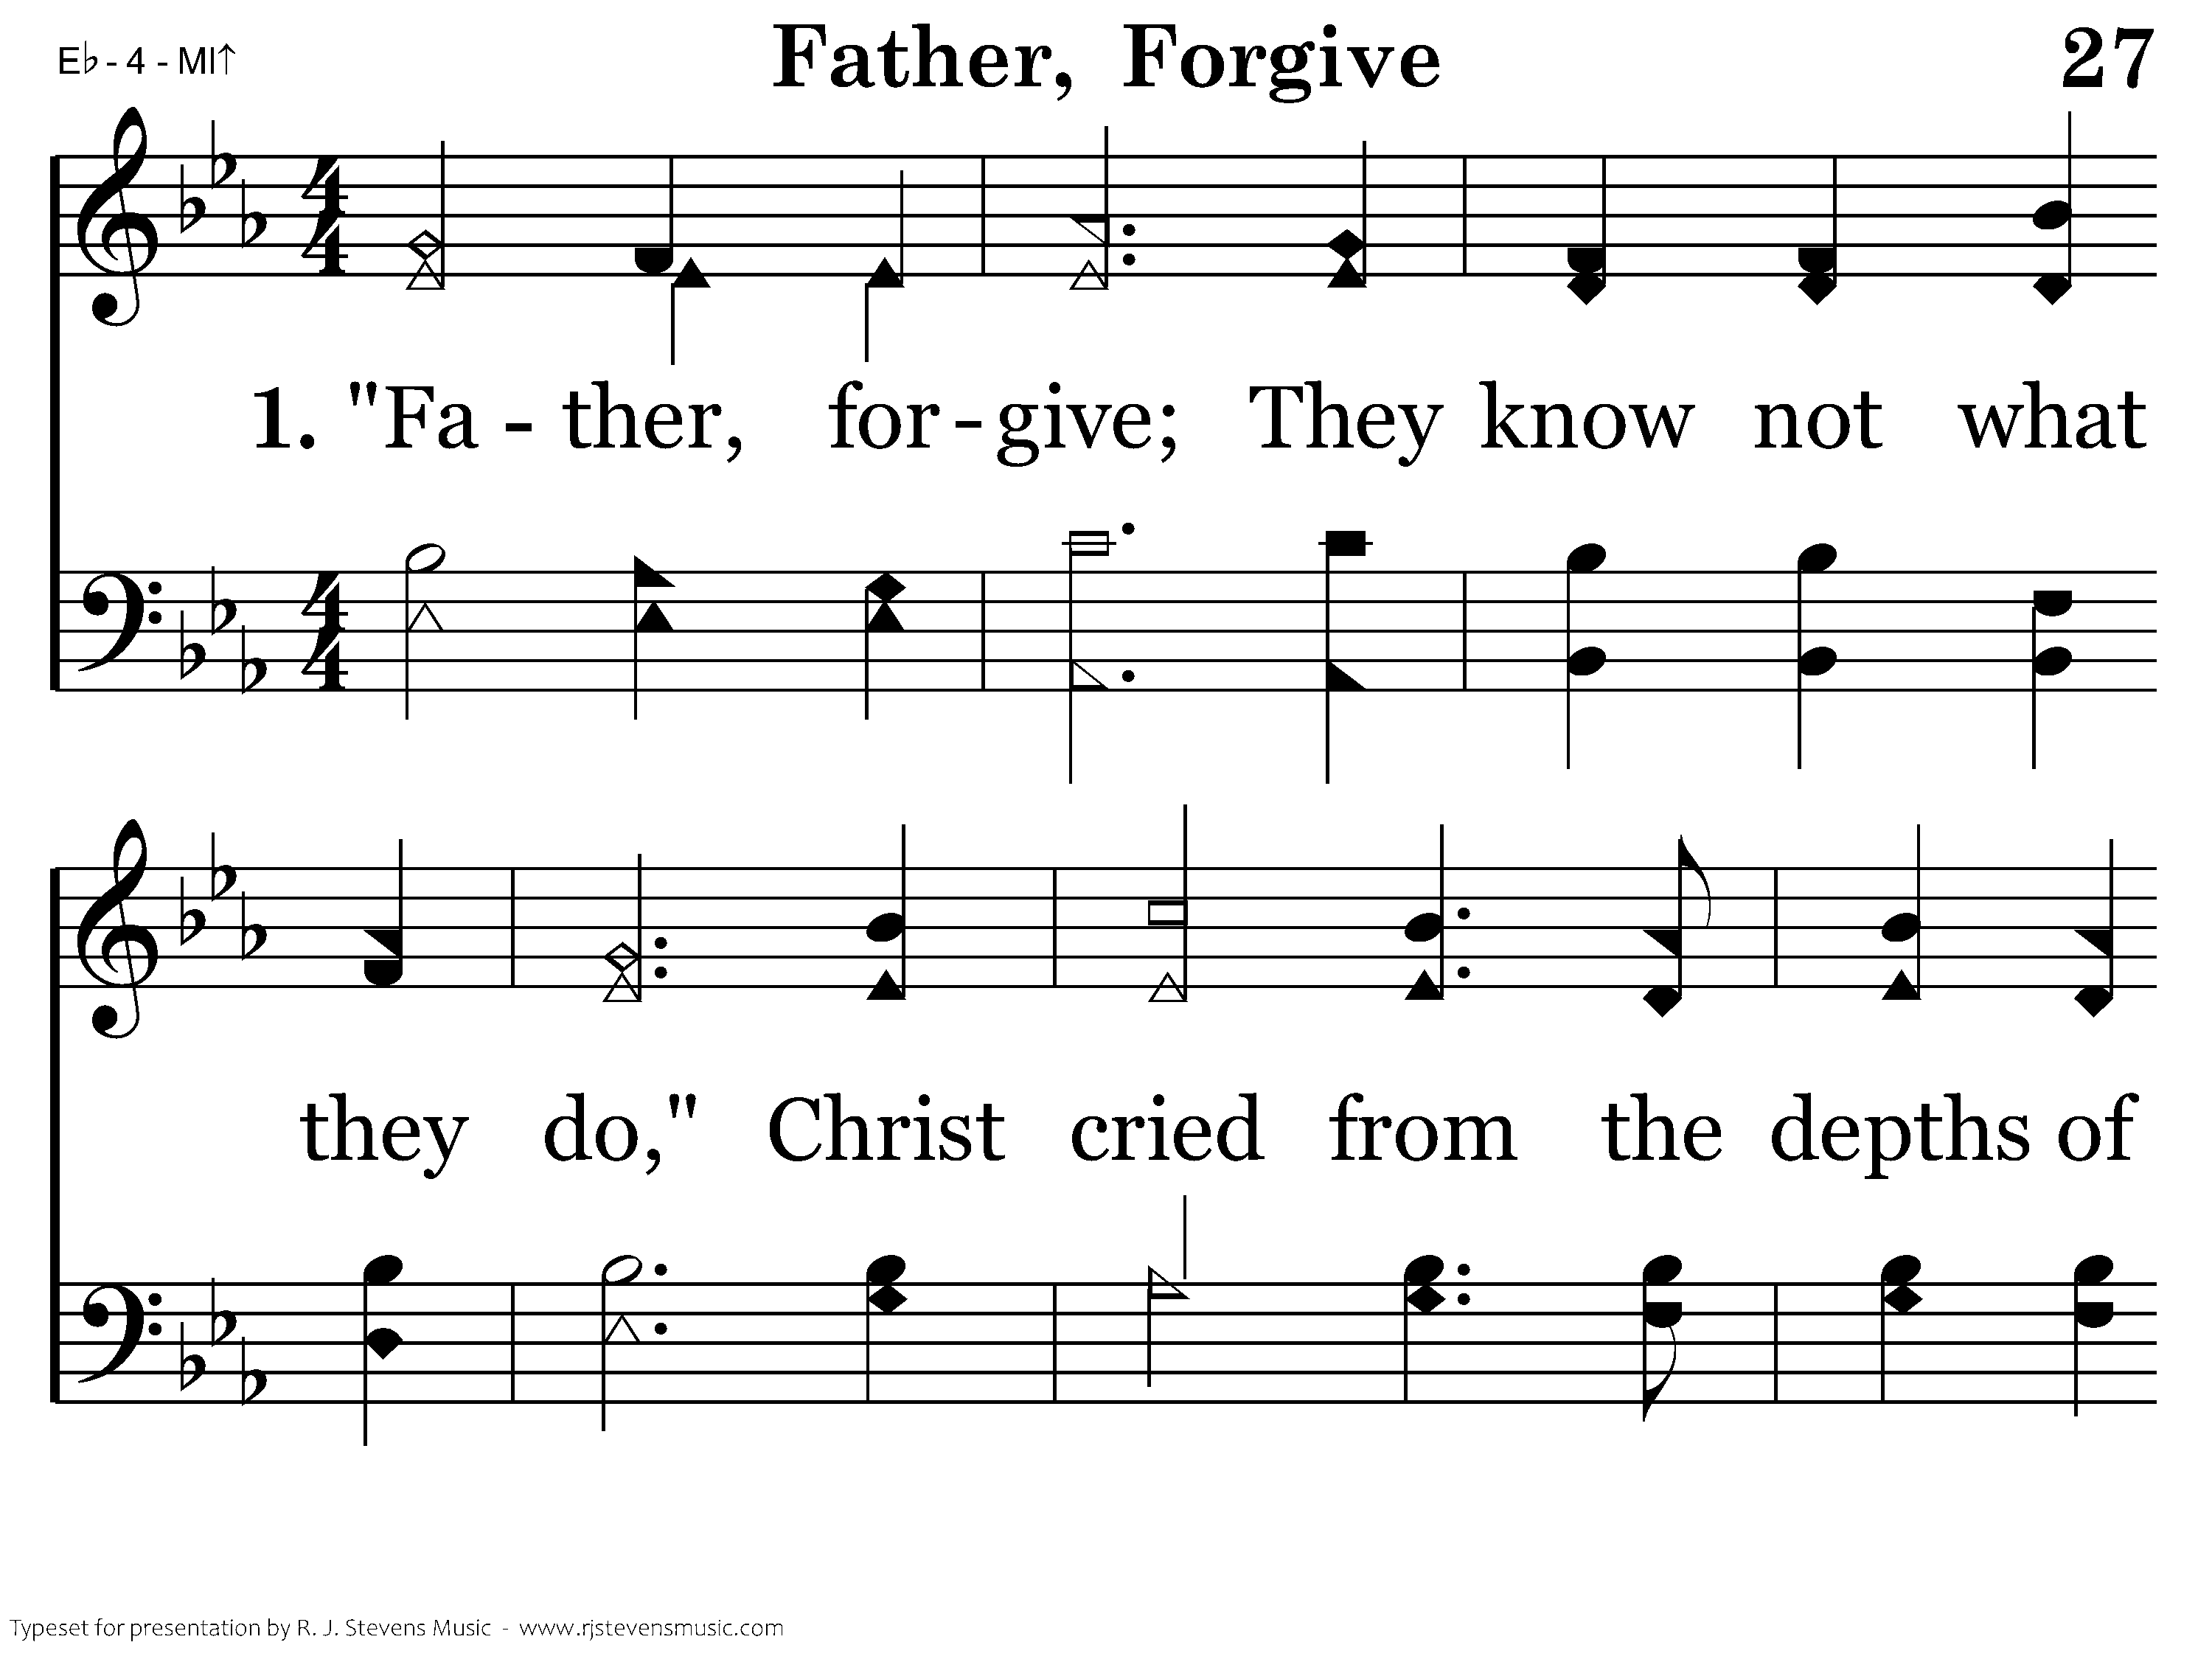 E♭ - 4 - MI↑ Father, Forgive 27
1. "Fa - ther, for - give; They know not what
they do," Christ cried from the depths of
Typeset for presentation by R. J. Stevens Music - www.rjstevensmusic.com